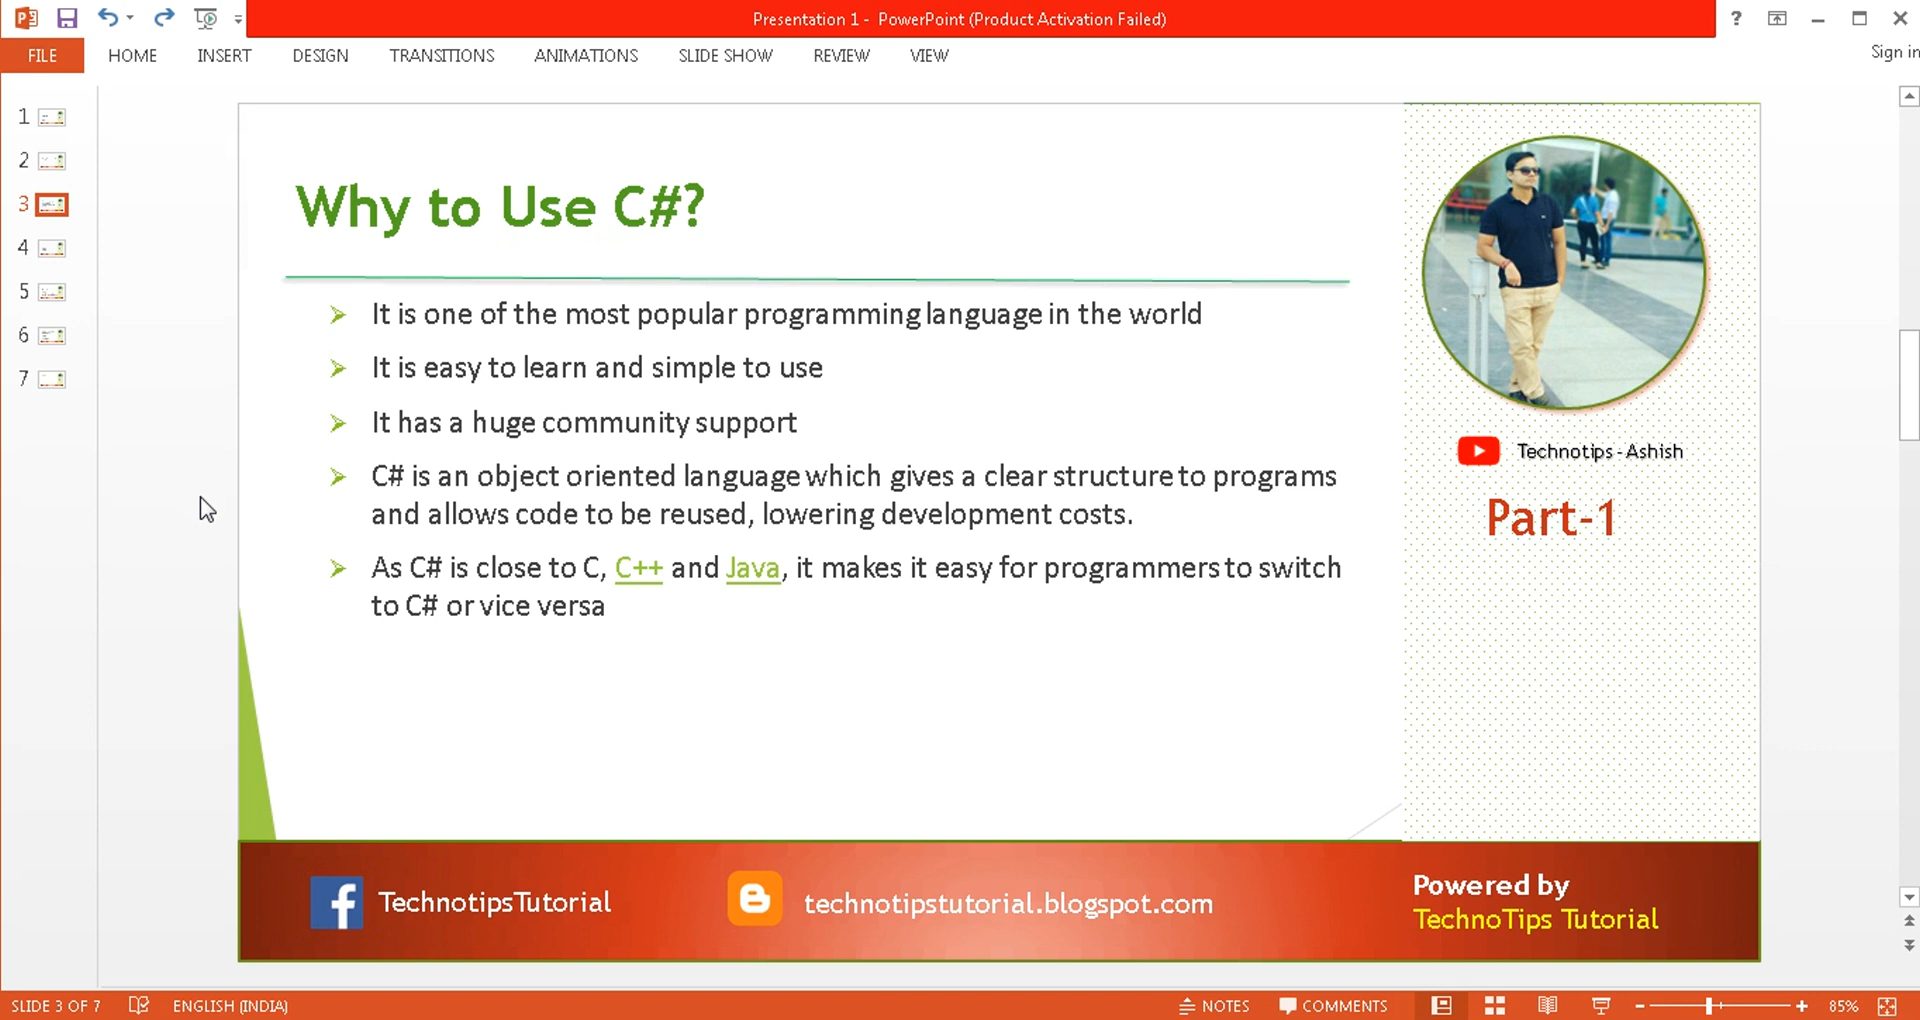 Presentation 1 - PowerPoint (Product Activation Failed)
?
FILE HOME INSERT DESIGN TRANSITIONS ANIMATIONS SLIDE SHOW REVIEW VIEW
Sign in
1
2
3
4
5
6
7
Why to Use C#?
It is one of the most popular programming language in the world
It is easy to learn and simple to use
It has a huge community support
C# is an object oriented language which gives a clear structure to programs
and allows code to be reused, lowering development costs.
As C# is close to C, C++ and Java, it makes it easy for programmers to switch
to C# or vice versa
Technotips - Ashish
Part-1
TechnotipsTutorial
technotipstutorial.blogspot.com
Powered by
TechnoTips Tutorial
SLIDE 3 OF 7 ENGLISH (INDIA) NOTES COMMENTS 85%